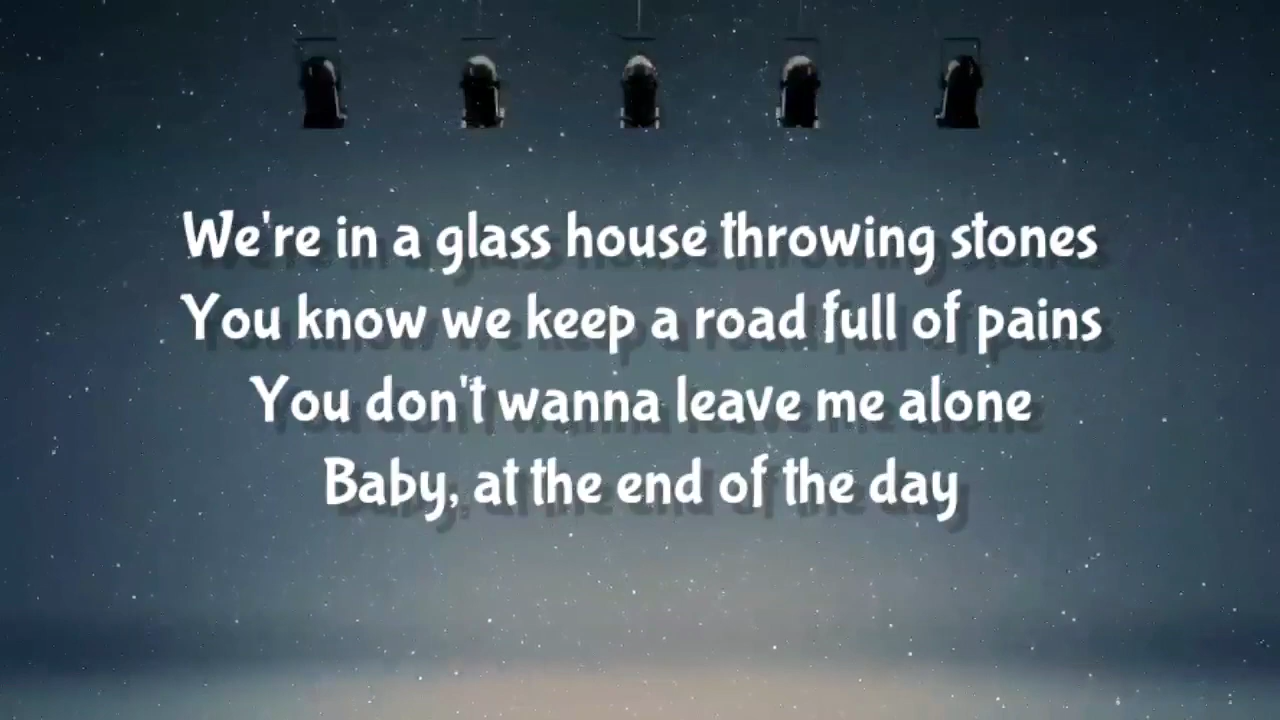 We're in a glass house throwing stones
You know we keep a road full of pains
You don't wanna leave me alone
Baby, at the end of the day